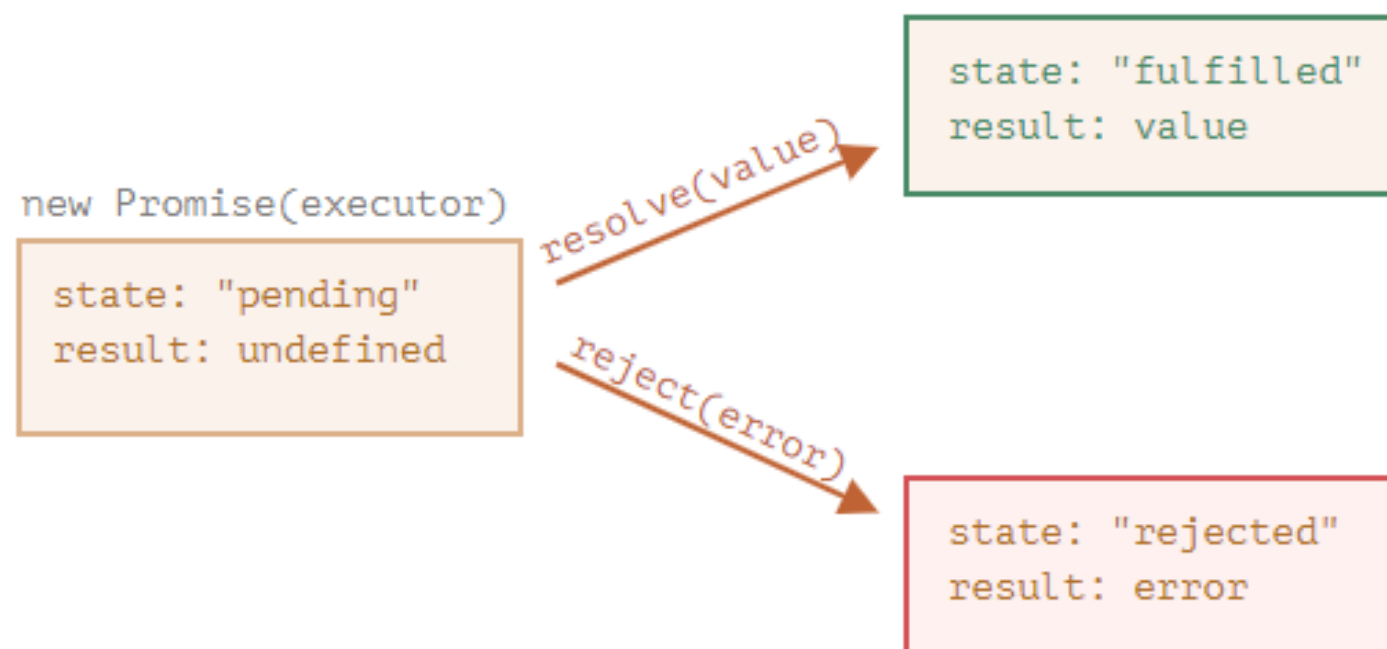 new Promise(executor)
state: "pending"
result: undefined
resolve(value)
reject(error)
state: "fulfilled"
result: value
state: "rejected"
result: error